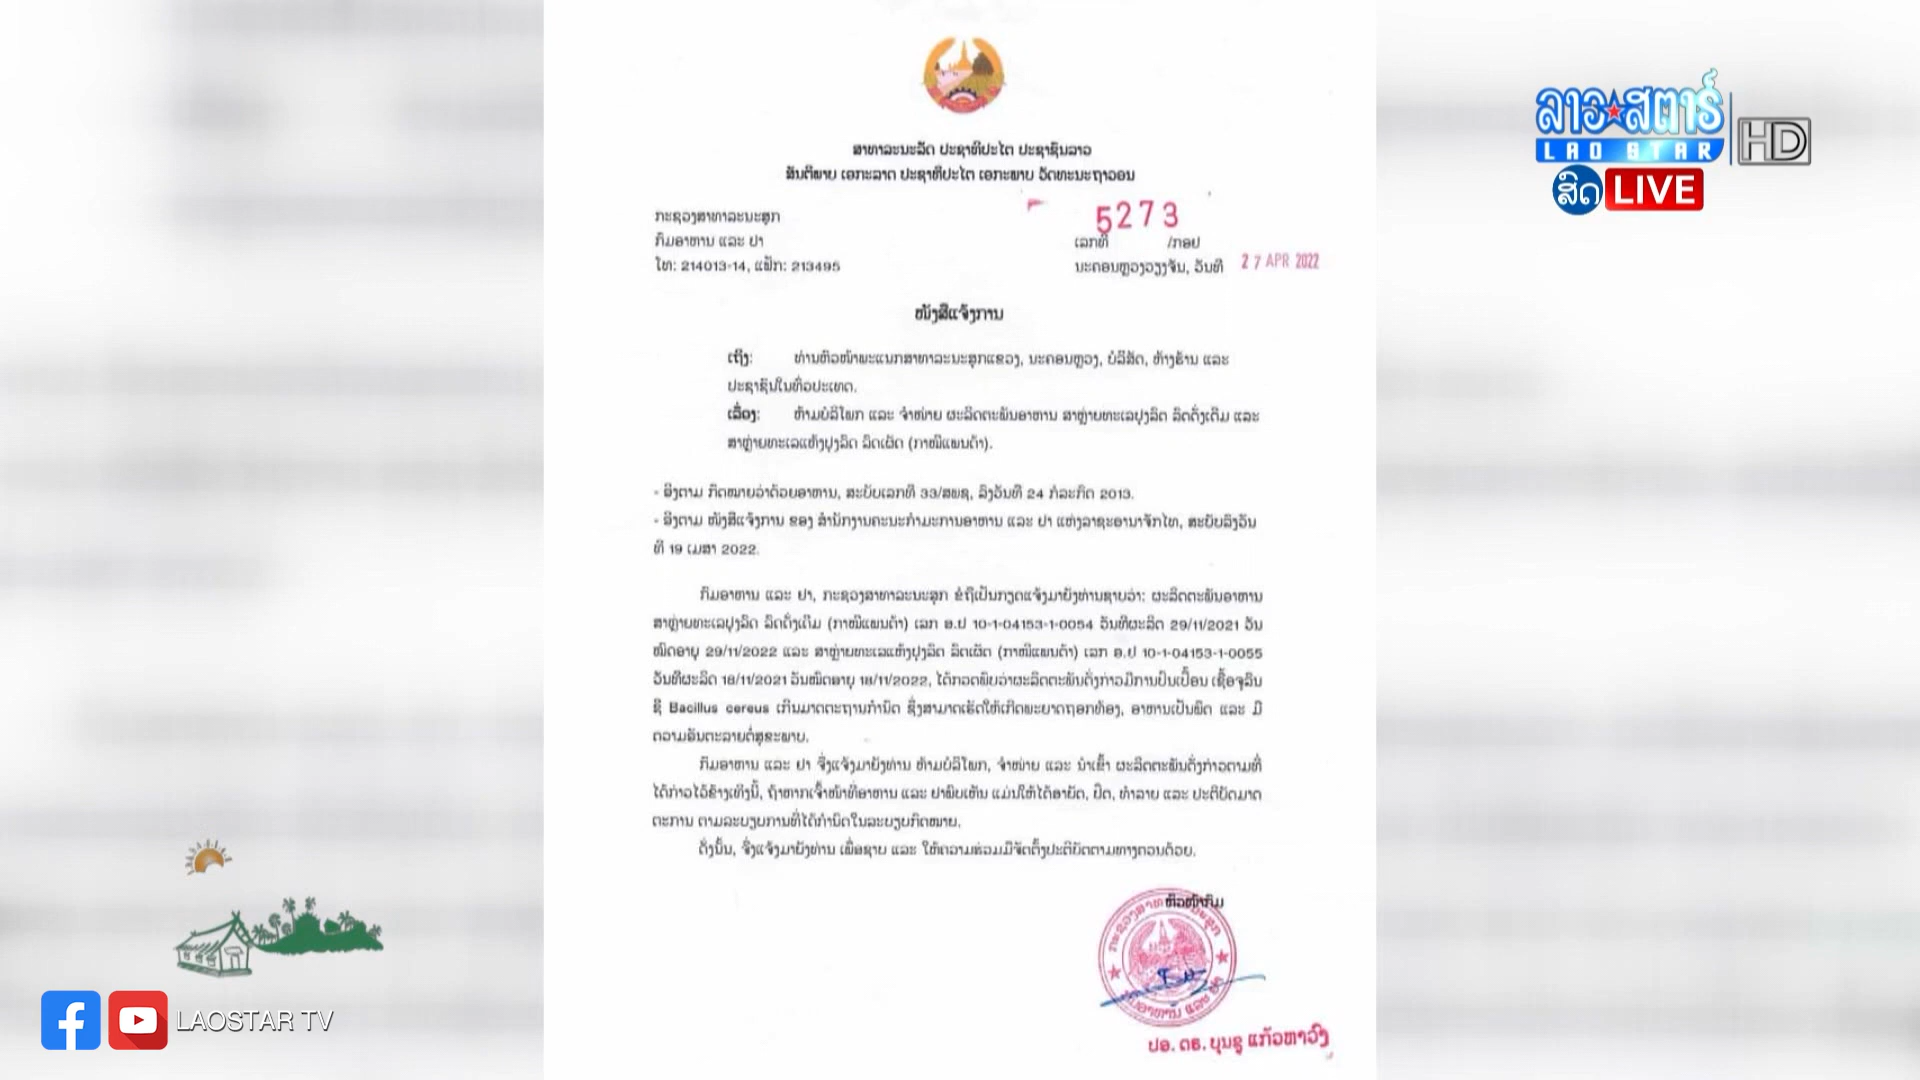 ສາທາລະນະລັດ ປະຊາທິປະໄຕ ປະຊາຊົນລາວ
ສັນຕິພາບ ເອກະລາດ ປະຊາທິປະໄຕ ເອກະພາບ ວັດທະນະຖາວອນ
ກະຊວງສາທາລະນະສຸກ
ກົມອາຫານ ແລະ ຢາ
ໂທ: 214013-14, ແຟັກ: 213495
5273
ເລກທີ /ກອຢ
ນະຄອນຫຼວງວຽງຈັນ, ວັນທີ 27 APR 2022
ໜັງສືແຈ້ງການ
ເຖິງ: ທ່ານຫົວໜ້າພະແນກສາທາລະນະສຸກແຂວງ, ນະຄອນຫຼວງ, ບໍລິສັດ, ຫ້າງຮ້ານ ແລະ
ປະຊາຊົນໃນທົ່ວປະເທດ.
ເລື່ອງ: ຫ້າມບໍລິໂພກ ແລະ ຈຳໜ່າຍ ຜະລິດຕະພັນອາຫານ ສາຫຼ່າຍທະເລປຸງລົດ ລົດດັ່ງເດີມ ແລະ
ສາຫຼ່າຍທະເລແຫ້ງປຸງລົດ ລົດເຜັດ (ກາໝີແພນດ້າ).
- ອີງຕາມ ກົດໝາຍວ່າດ້ວຍອາຫານ, ສະບັບເລກທີ 33/ສພຊ, ລົງວັນທີ 24 ກໍລະກົດ 2013.
- ອີງຕາມ ໜັງສືແຈ້ງການ ຂອງ ສຳນັກງານຄະນະກຳມະການອາຫານ ແລະ ຢາ ແຫ່ງລາຊະອານາຈັກໄທ, ສະບັບລົງວັນ
ທີ 19 ເມສາ 2022.
ກົມອາຫານ ແລະ ຢາ, ກະຊວງສາທາລະນະສຸກ ຂໍຖືເປັນກຽດແຈ້ງມາຍັງທ່ານຊາບວ່າ: ຜະລິດຕະພັນອາຫານ
ສາຫຼ່າຍທະເລປຸງລົດ ລົດດັ່ງເດີມ (ກາໝີແພນດ້າ) ເລກ ອ.ຢ 10-1-04153-1-0054 ວັນທີຜະລິດ 29/11/2021 ວັນ
ໝົດອາຍຸ 29/11/2022 ແລະ ສາຫຼ່າຍທະເລແຫ້ງປຸງລົດ ລົດເຜັດ (ກາໝີແພນດ້າ) ເລກ ອ.ຢ 10-1-04153-1-0055
ວັນທີຜະລິດ 18/11/2021 ວັນໝົດອາຍຸ 18/11/2022, ໄດ້ກວດພົບວ່າຜະລິດຕະພັນດັ່ງກ່າວມີການປົນເປື້ອນ ເຊື້ອຈຸລິນ
ຊີ Bacillus cereus ເກີນມາດຕະຖານກຳນົດ ຊຶ່ງສາມາດເຮັດໃຫ້ເກີດພະຍາດຖອກທ້ອງ, ອາຫານເປັນພິດ ແລະ ມີ
ຄວາມອັນຕະລາຍຕໍ່ສຸຂະພາບ.
ກົມອາຫານ ແລະ ຢາ ຈຶ່ງແຈ້ງມາຍັງທ່ານ ຫ້າມບໍລິໂພກ, ຈຳໜ່າຍ ແລະ ນຳເຂົ້າ ຜະລິດຕະພັນດັ່ງກ່າວຕາມທີ່
ໄດ້ກ່າວໄວ້ຂ້າງເທິງນີ້, ຖ້າຫາກເຈົ້າໜ້າທີ່ອາຫານ ແລະ ຢາພົບເຫັນ ແມ່ນໃຫ້ໄດ້ອາຍັດ, ຢຶດ, ທຳລາຍ ແລະ ປະຕິບັດມາດ
ຕະການ ຕາມລະບຽບການທີ່ໄດ້ກຳນົດໃນລະບຽບກົດໝາຍ.
ດັ່ງນັ້ນ, ຈຶ່ງແຈ້ງມາຍັງທ່ານ ເພື່ອຊາບ ແລະ ໃຫ້ຄວາມຮ່ວມມືຈັດຕັ້ງປະຕິບັດຕາມທາງຄວນດ້ວຍ.
ຫົວໜ້າກົມ
ປອ. ດຣ. ບຸນຊູ ແກ້ວຫາວົງ
ລາວສຕາຣ໌
LAO STAR
HD
ສົດ LIVE
LAOSTAR TV